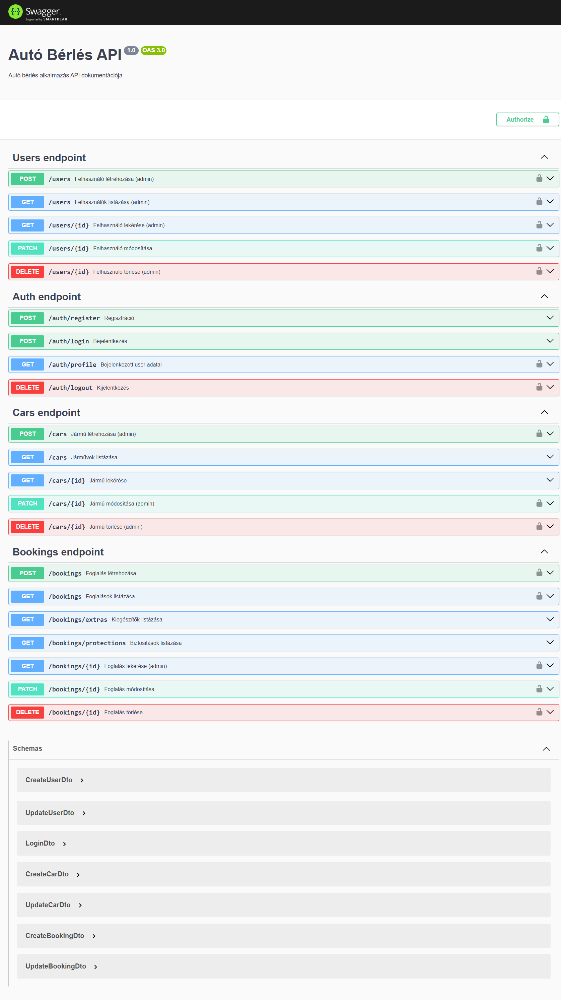 Swagger
Supported by SMARTBEAR
Autó Bérlés API 1.0 OAS 3.0
Autó bérlés alkalmazás API dokumentációja
Authorize
Users endpoint
POST /users Felhasználó létrehozása (admin)
GET /users Felhasználók listázása (admin)
GET /users/{id} Felhasználó lekérése (admin)
PATCH /users/{id} Felhasználó módosítása
DELETE /users/{id} Felhasználó törlése (admin)
Auth endpoint
POST /auth/register Regisztráció
POST /auth/login Bejelentkezés
GET /auth/profile Bejelenkezett user adatai
DELETE /auth/logout Kijelentkezés
Cars endpoint
POST /cars Jármű létrehozása (admin)
GET /cars Járművek listázása
GET /cars/{id} Jármű lekérése
PATCH /cars/{id} Jármű módosítása (admin)
DELETE /cars/{id} Jármű törlése (admin)
Bookings endpoint
POST /bookings Foglalás létrehozása
GET /bookings Foglalások listázása
GET /bookings/extras Kiegészítők listázása
GET /bookings/protections Biztositások listázása
GET /bookings/{id} Foglalás lekérése (admin)
PATCH /bookings/{id} Foglalás módosítása
DELETE /bookings/{id} Foglalás törlése
Schemas
CreateUserDto
UpdateUserDto
LoginDto
CreateCarDto
UpdateCarDto
CreateBookingDto
UpdateBookingDto